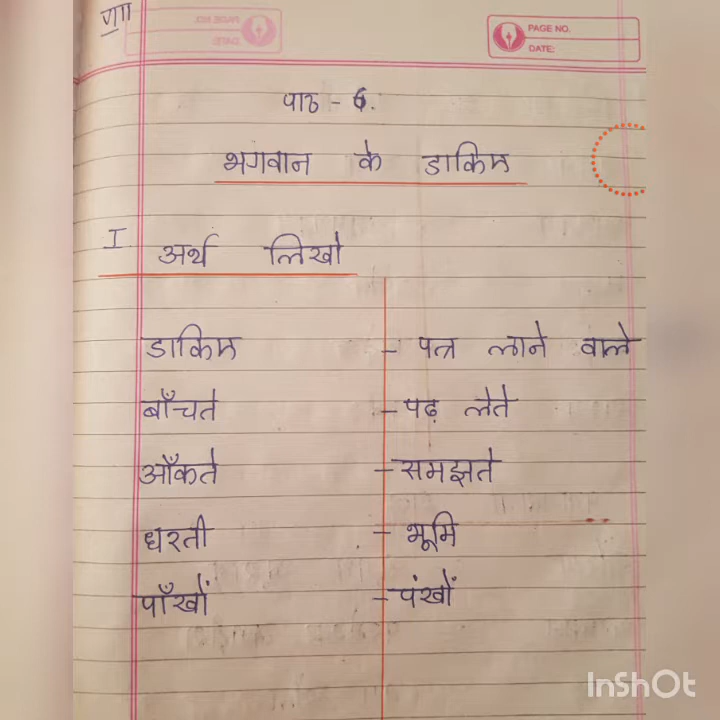 PAGE NO.
DATE:
पाठ - 6.
भगवान के डाकिए
I अर्थ लिखो
डाकिए - पत्र लाने वाले
बाँचते - पढ़ लेते
आँकते - समझते
धरती - भूमि
पाँखों - पंखों
InShOt